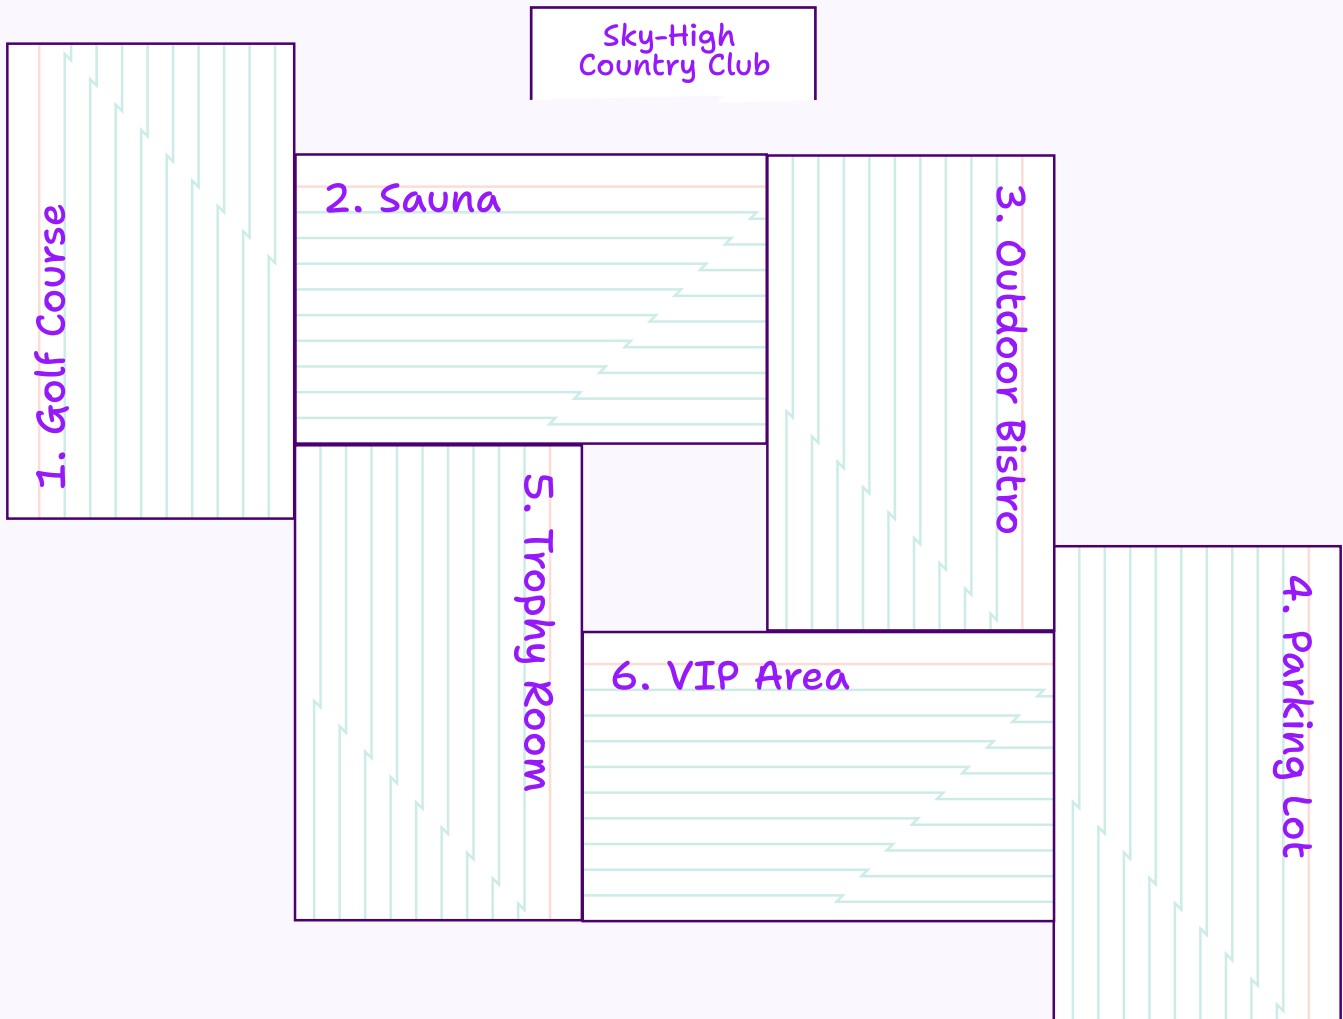 Sky-High
Country Club
1. Golf Course
2. Sauna
3. Outdoor Bistro
4. Parking Lot
5. Trophy Room
6. VIP Area